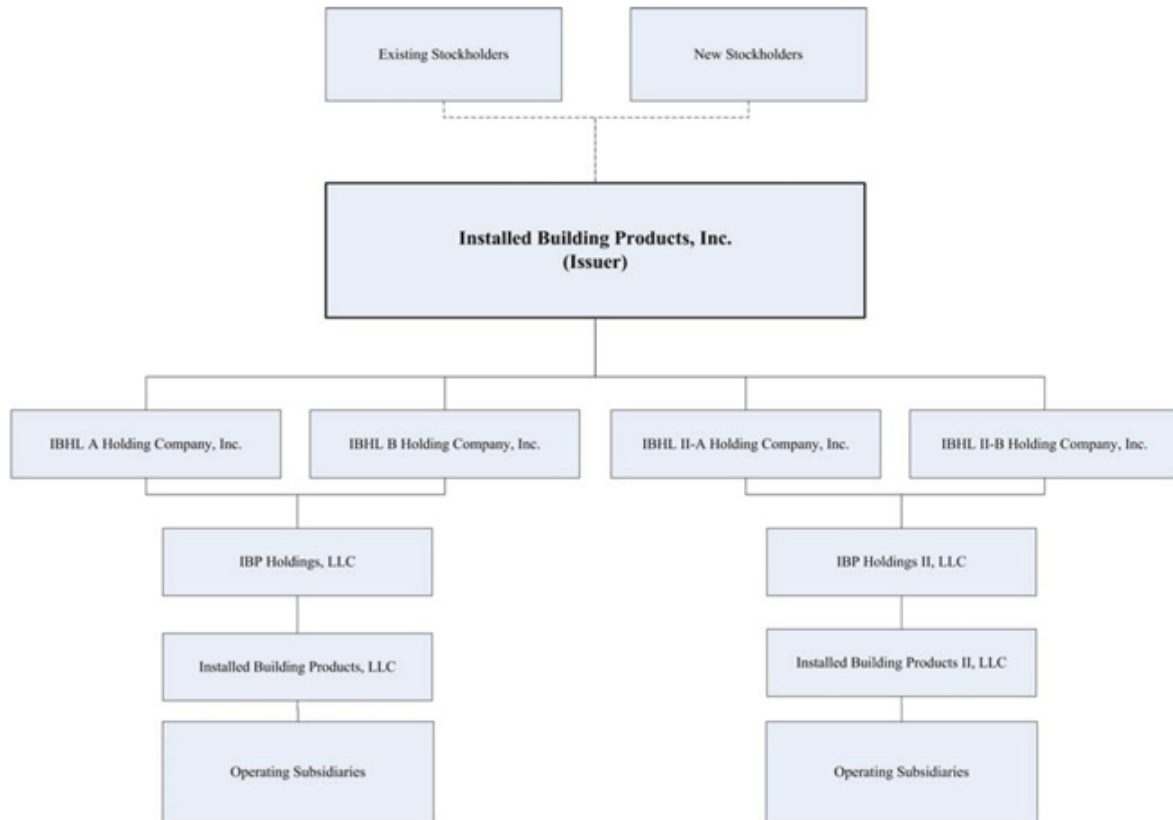 Existing Stockholders
New Stockholders
Installed Building Products, Inc.
(Issuer)
IBHL A Holding Company, Inc.
IBHL B Holding Company, Inc.
IBHL II-A Holding Company, Inc.
IBHL II-B Holding Company, Inc.
IBP Holdings, LLC
IBP Holdings II, LLC
Installed Building Products, LLC
Installed Building Products II, LLC
Operating Subsidiaries
Operating Subsidiaries